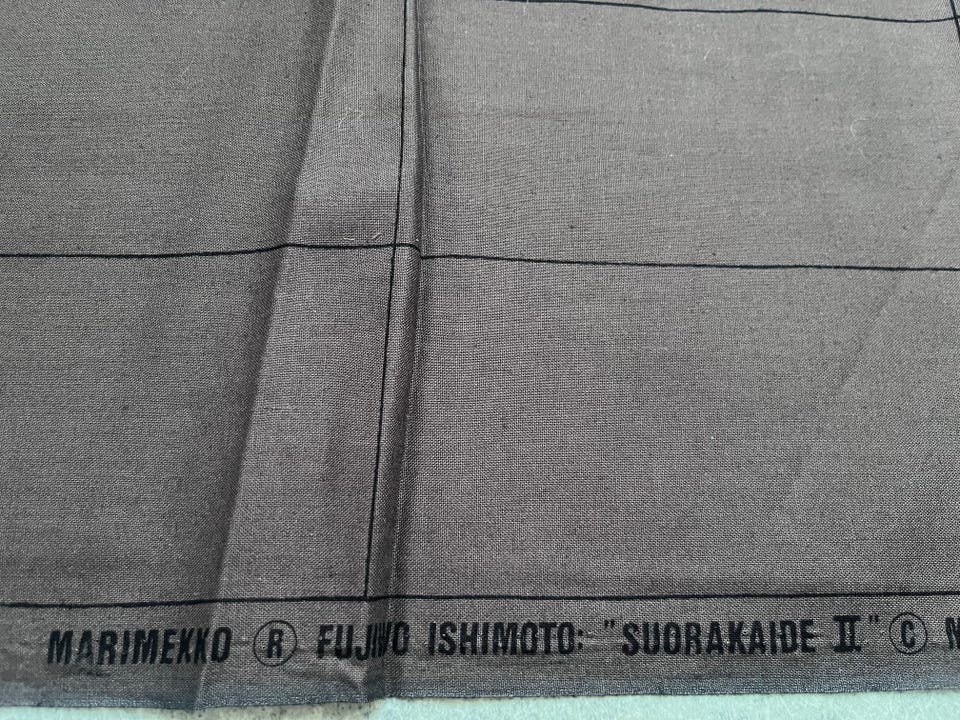 MARIMEKKO ® FUJIWO ISHIMOTO: "SUORAKAIDE II" ©